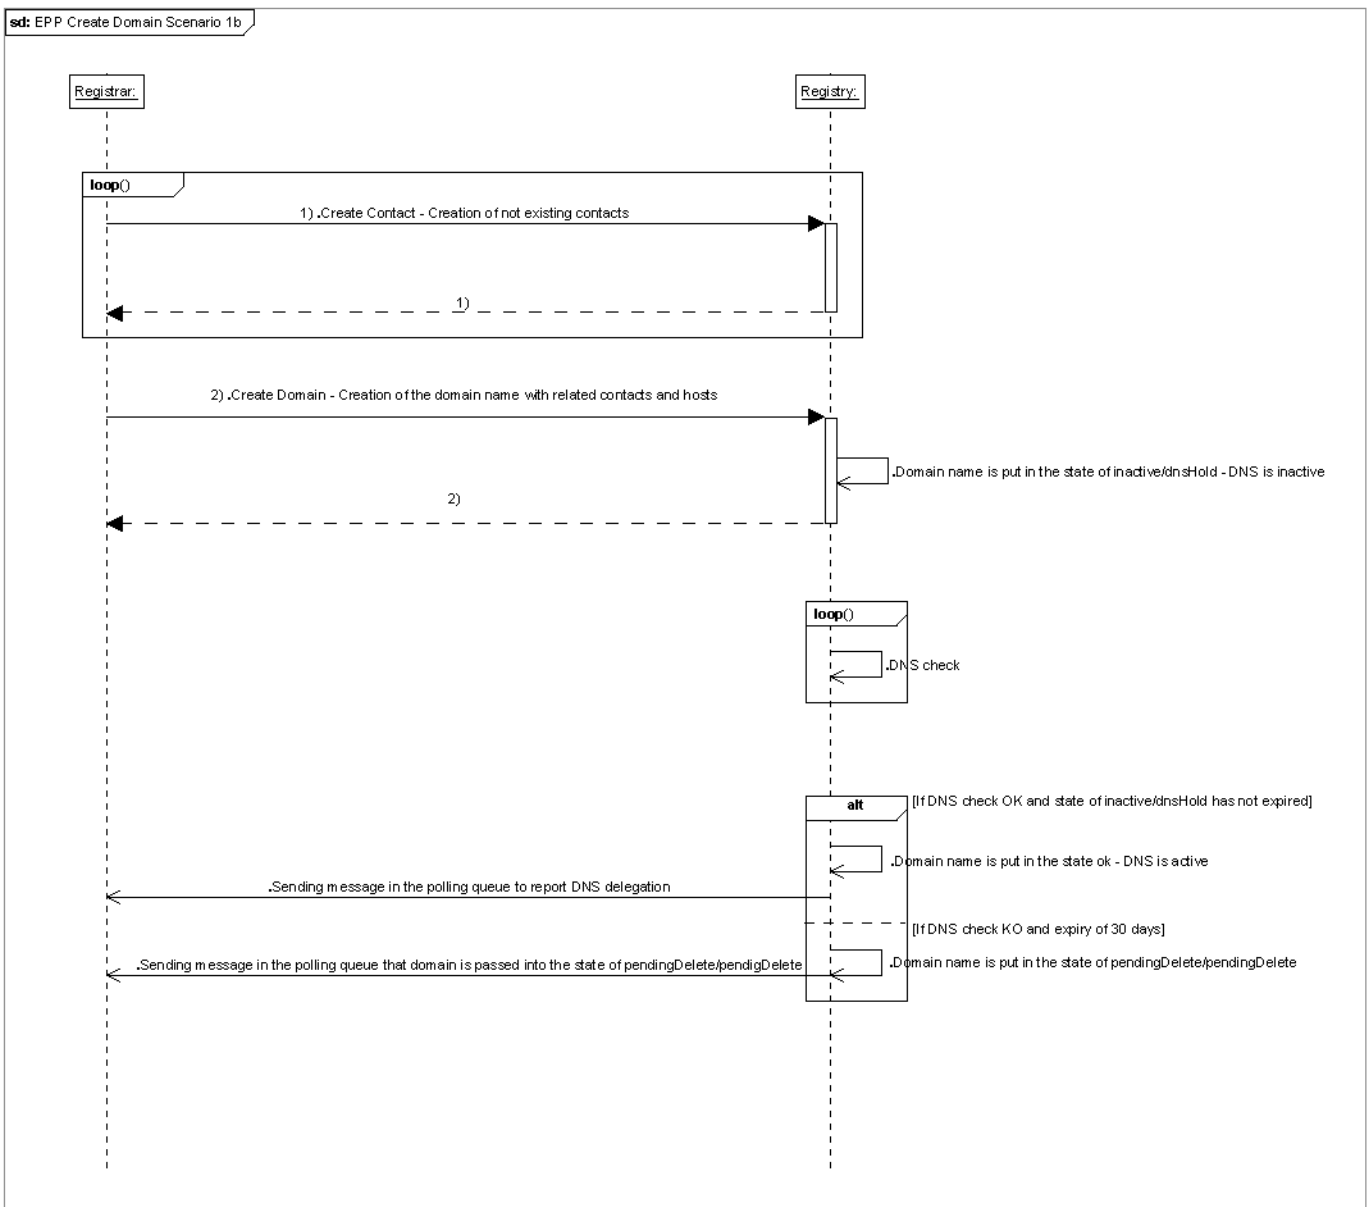 sd: EPP Create Domain Scenario 1b
Registrar:
Registry:
loop()
1) .Create Contact - Creation of not existing contacts
1)
2) .Create Domain - Creation of the domain name with related contacts and hosts
.Domain name is put in the state of inactive/dnsHold - DNS is inactive
2)
loop()
.DNS check
alt
[If DNS check OK and state of inactive/dnsHold has not expired]
.Domain name is put in the state ok - DNS is active
.Sending message in the polling queue to report DNS delegation
[If DNS check KO and expiry of 30 days]
.Sending message in the polling queue that domain is passed into the state of pendingDelete/pendigDelete
.Domain name is put in the state of pendingDelete/pendingDelete